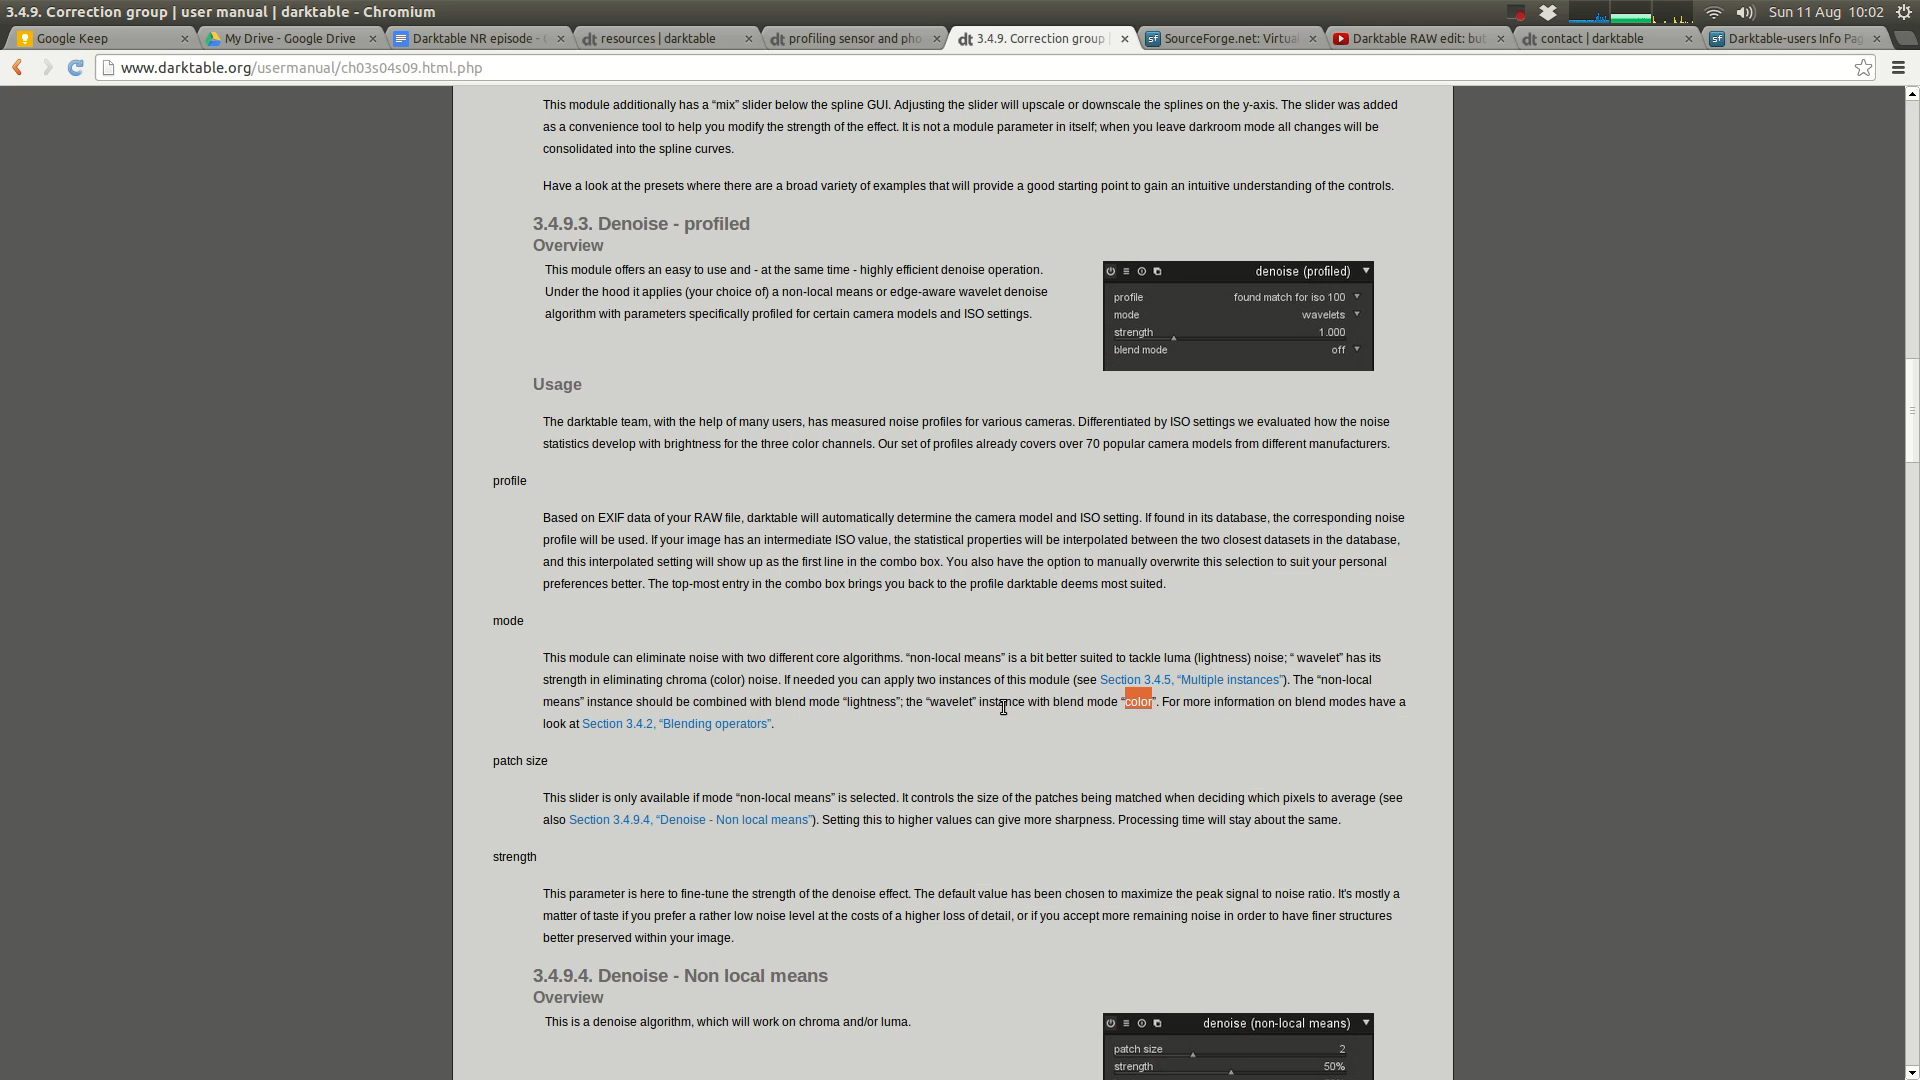 3.4.9. Correction group | user manual | darktable - Chromium
Sun 11 Aug 10:02
Google Keep
My Drive - Google Drive
Darktable NR episode -
resources | darktable
profiling sensor and pho
3.4.9. Correction group
SourceForge.net: Virtua
Darktable RAW edit: but
contact | darktable
Darktable-users Info Pag
www.darktable.org/usermanual/ch03s04s09.html.php
This module additionally has a “mix” slider below the spline GUI. Adjusting the slider will upscale or downscale the splines on the y-axis. The slider was added
as a convenience tool to help you modify the strength of the effect. It is not a module parameter in itself; when you leave darkroom mode all changes will be
consolidated into the spline curves.
Have a look at the presets where there are a broad variety of examples that will provide a good starting point to gain an intuitive understanding of the controls.
3.4.9.3. Denoise - profiled
Overview
This module offers an easy to use and - at the same time - highly efficient denoise operation.
Under the hood it applies (your choice of) a non-local means or edge-aware wavelet denoise
algorithm with parameters specifically profiled for certain camera models and ISO settings.
denoise (profiled)
profile found match for iso 100
mode wavelets
strength 1.000
blend mode off
Usage
The darktable team, with the help of many users, has measured noise profiles for various cameras. Differentiated by ISO settings we evaluated how the noise
statistics develop with brightness for the three color channels. Our set of profiles already covers over 70 popular camera models from different manufacturers.
profile
Based on EXIF data of your RAW file, darktable will automatically determine the camera model and ISO setting. If found in its database, the corresponding noise
profile will be used. If your image has an intermediate ISO value, the statistical properties will be interpolated between the two closest datasets in the database,
and this interpolated setting will show up as the first line in the combo box. You also have the option to manually overwrite this selection to suit your personal
preferences better. The top-most entry in the combo box brings you back to the profile darktable deems most suited.
mode
This module can eliminate noise with two different core algorithms. “non-local means” is a bit better suited to tackle luma (lightness) noise; “ wavelet” has its
strength in eliminating chroma (color) noise. If needed you can apply two instances of this module (see Section 3.4.5, “Multiple instances”). The “non-local
means” instance should be combined with blend mode “lightness”; the “wavelet” instance with blend mode “color”. For more information on blend modes have a
look at Section 3.4.2, “Blending operators”.
patch size
This slider is only available if mode “non-local means” is selected. It controls the size of the patches being matched when deciding which pixels to average (see
also Section 3.4.9.4, “Denoise - Non local means”). Setting this to higher values can give more sharpness. Processing time will stay about the same.
strength
This parameter is here to fine-tune the strength of the denoise effect. The default value has been chosen to maximize the peak signal to noise ratio. It's mostly a
matter of taste if you prefer a rather low noise level at the costs of a higher loss of detail, or if you accept more remaining noise in order to have finer structures
better preserved within your image.
3.4.9.4. Denoise - Non local means
Overview
This is a denoise algorithm, which will work on chroma and/or luma.
denoise (non-local means)
patch size 2
strength 50%